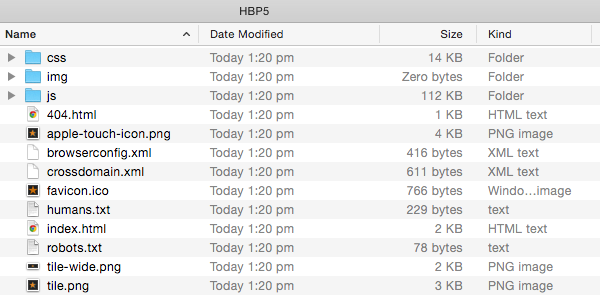 HBP5
Name Date Modified Size Kind
css Today 1:20 pm 14 KB Folder
img Today 1:20 pm Zero bytes Folder
js Today 1:20 pm 112 KB Folder
404.html Today 1:20 pm 1 KB HTML text
apple-touch-icon.png Today 1:20 pm 4 KB PNG image
browserconfig.xml Today 1:20 pm 416 bytes XML text
crossdomain.xml Today 1:20 pm 611 bytes XML text
favicon.ico Today 1:20 pm 766 bytes Windo...image
humans.txt Today 1:20 pm 229 bytes text
index.html Today 1:20 pm 2 KB HTML text
robots.txt Today 1:20 pm 78 bytes text
tile-wide.png Today 1:20 pm 2 KB PNG image
tile.png Today 1:20 pm 3 KB PNG image